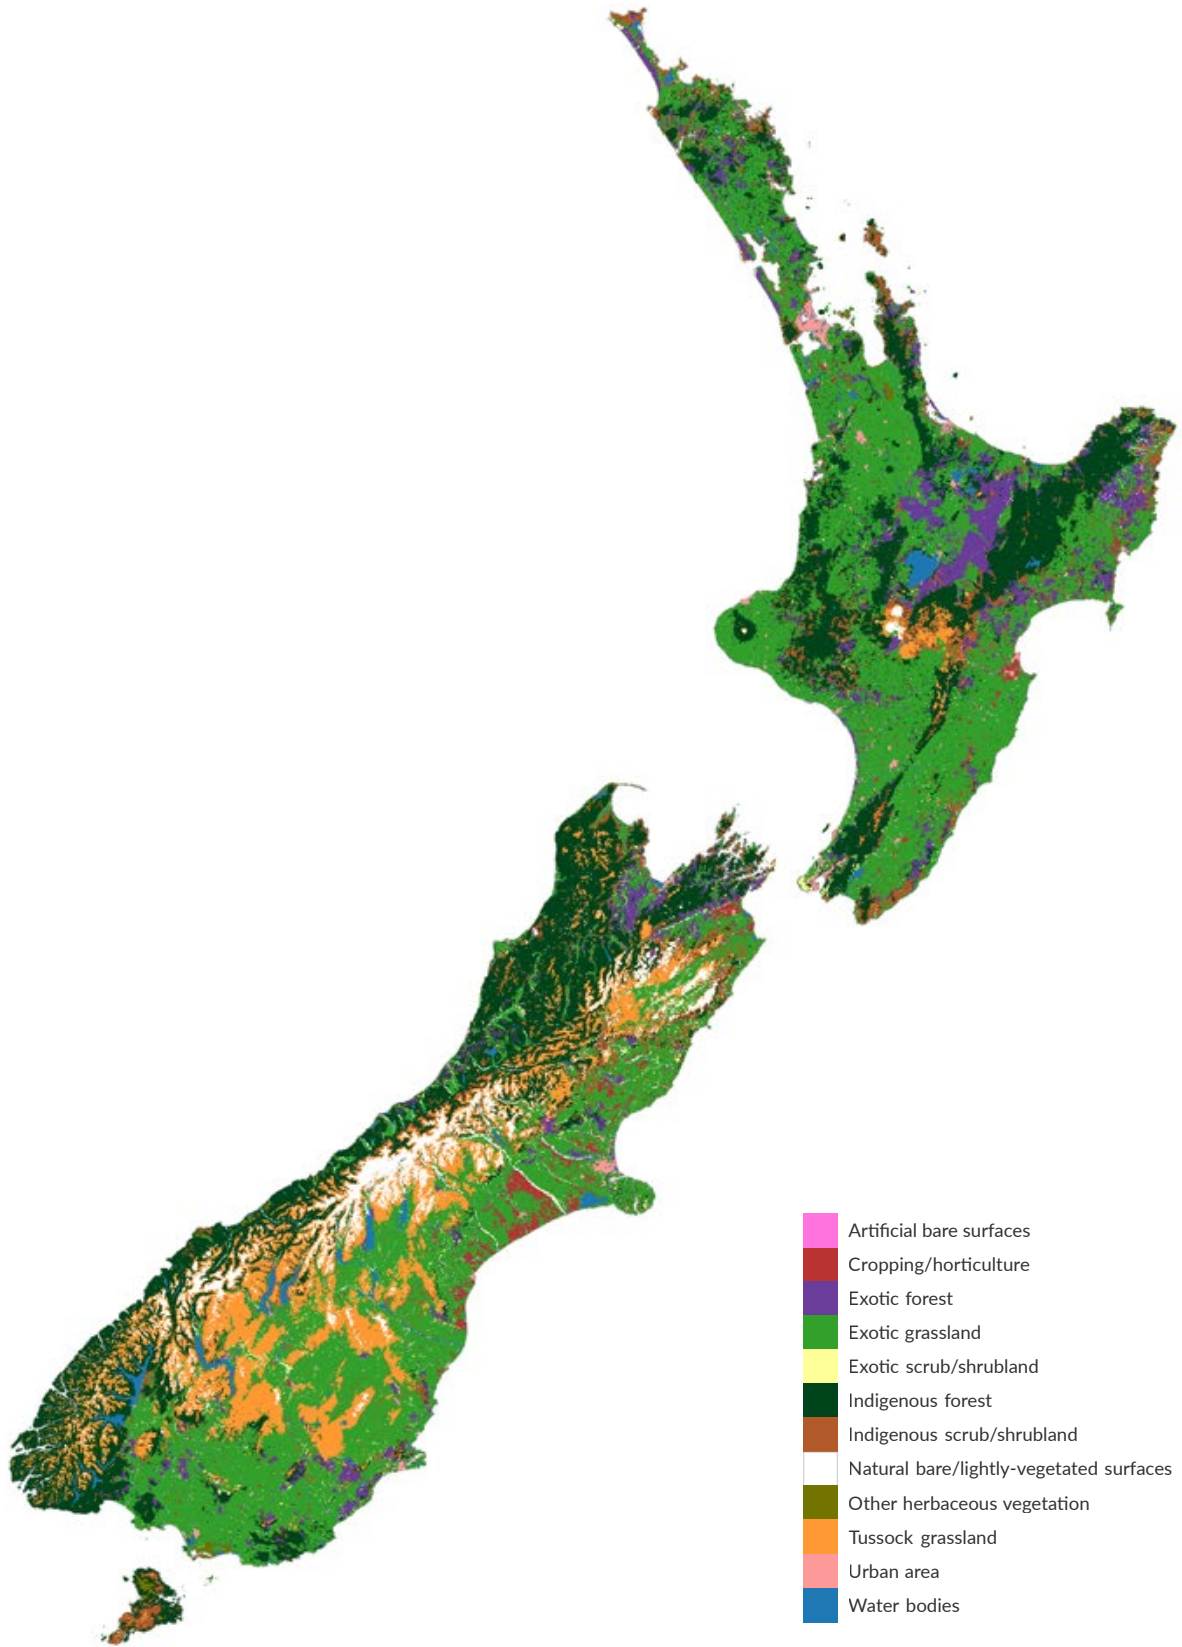 Artificial bare surfaces
Cropping/horticulture
Exotic forest
Exotic grassland
Exotic scrub/shrubland
Indigenous forest
Indigenous scrub/shrubland
Natural bare/lightly-vegetated surfaces
Other herbaceous vegetation
Tussock grassland
Urban area
Water bodies